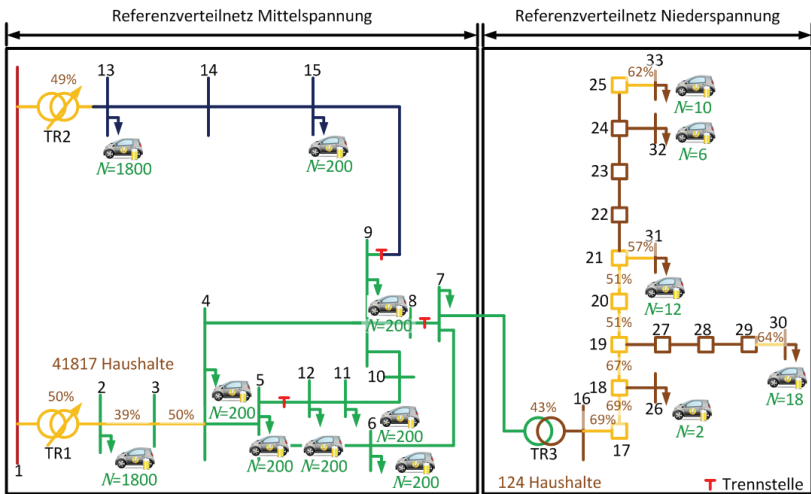 Referenzverteilnetz Mittelspannung
Referenzverteilnetz Niederspannung
49%
TR2
13
14
15
N=1800
N=200
9
8
7
N=200
4
41817 Haushalte
50%
TR1
1
2
39%
3
50%
N=1800
N=200
5
12
11
10
N=200
N=200
N=200
6
N=200
25
62%
33
N=10
24
32
N=6
23
22
21
57%
31
N=12
51%
20
51%
19
27
28
29
64%
30
N=18
67%
18
26
N=2
69%
69%
17
16
43%
TR3
124 Haushalte
Trennstelle